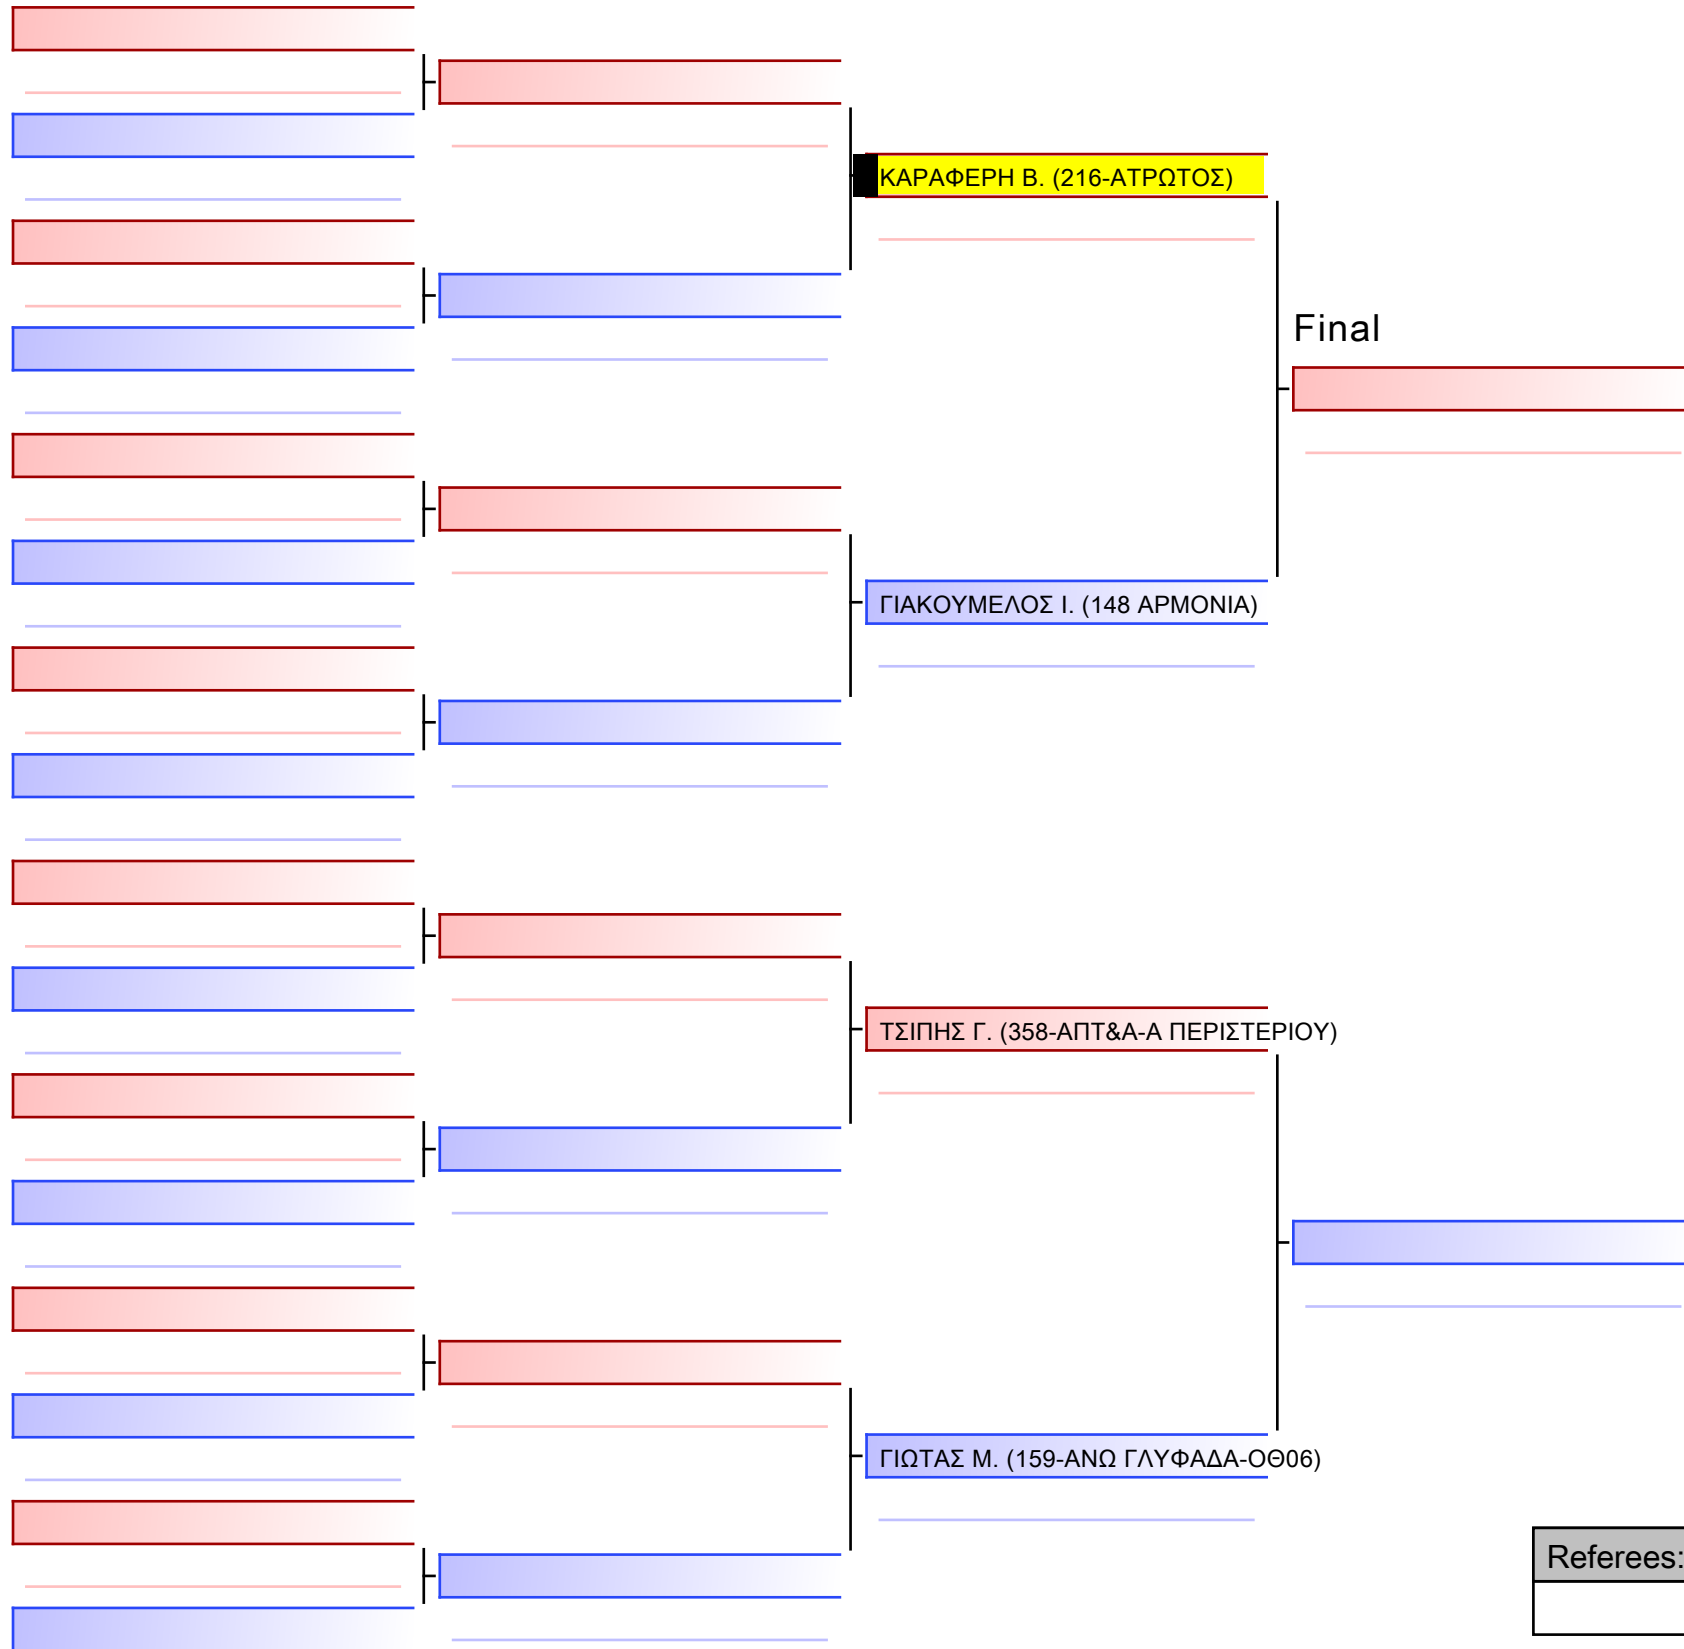 ΚΑΡΑΦΕΡΗ Β. (216-ΑΤΡΩΤΟΣ)
Final
ΓΙΑΚΟΥΜΕΛΟΣ Ι. (148 ΑΡΜΟΝΙΑ)
ΤΣΙΠΗΣ Γ. (358-ΑΠΤ&Α-Α ΠΕΡΙΣΤΕΡΙΟΥ)
ΓΙΩΤΑΣ Μ. (159-ΑΝΩ ΓΛΥΦΑΔΑ-ΟΘ06)
Referees: